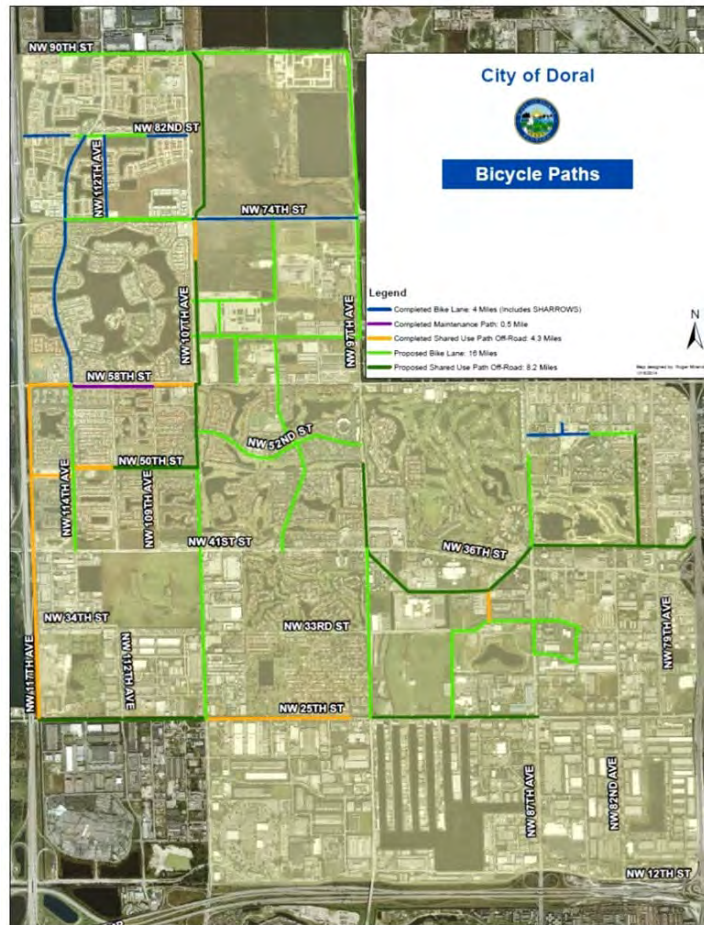 NW 90TH ST
City of Doral
Bicycle Paths
NW 82ND ST
NW 112TH AVE
NW 74TH ST
NW 107TH AVE
NW 97TH AVE
Legend
Completed Bike Lane: 4 Miles (Includes SHARROWS)
Completed Maintenance Path: 0.5 Mile
Completed Shared Use Path Off-Road: 4.3 Miles
Proposed Bike Lane: 16 Miles
Proposed Shared Use Path Off-Road: 8.2 Miles
N
NW 58TH ST
NW 52ND ST
NW 50TH ST
NW 114TH AVE
NW 109TH AVE
NW 41ST ST
NW 36TH ST
NW 34TH ST
NW 33RD ST
NW 112TH AVE
NW 79TH AVE
NW 117TH AVE
NW 25TH ST
NW 87TH AVE
NW 82ND AVE
NW 12TH ST